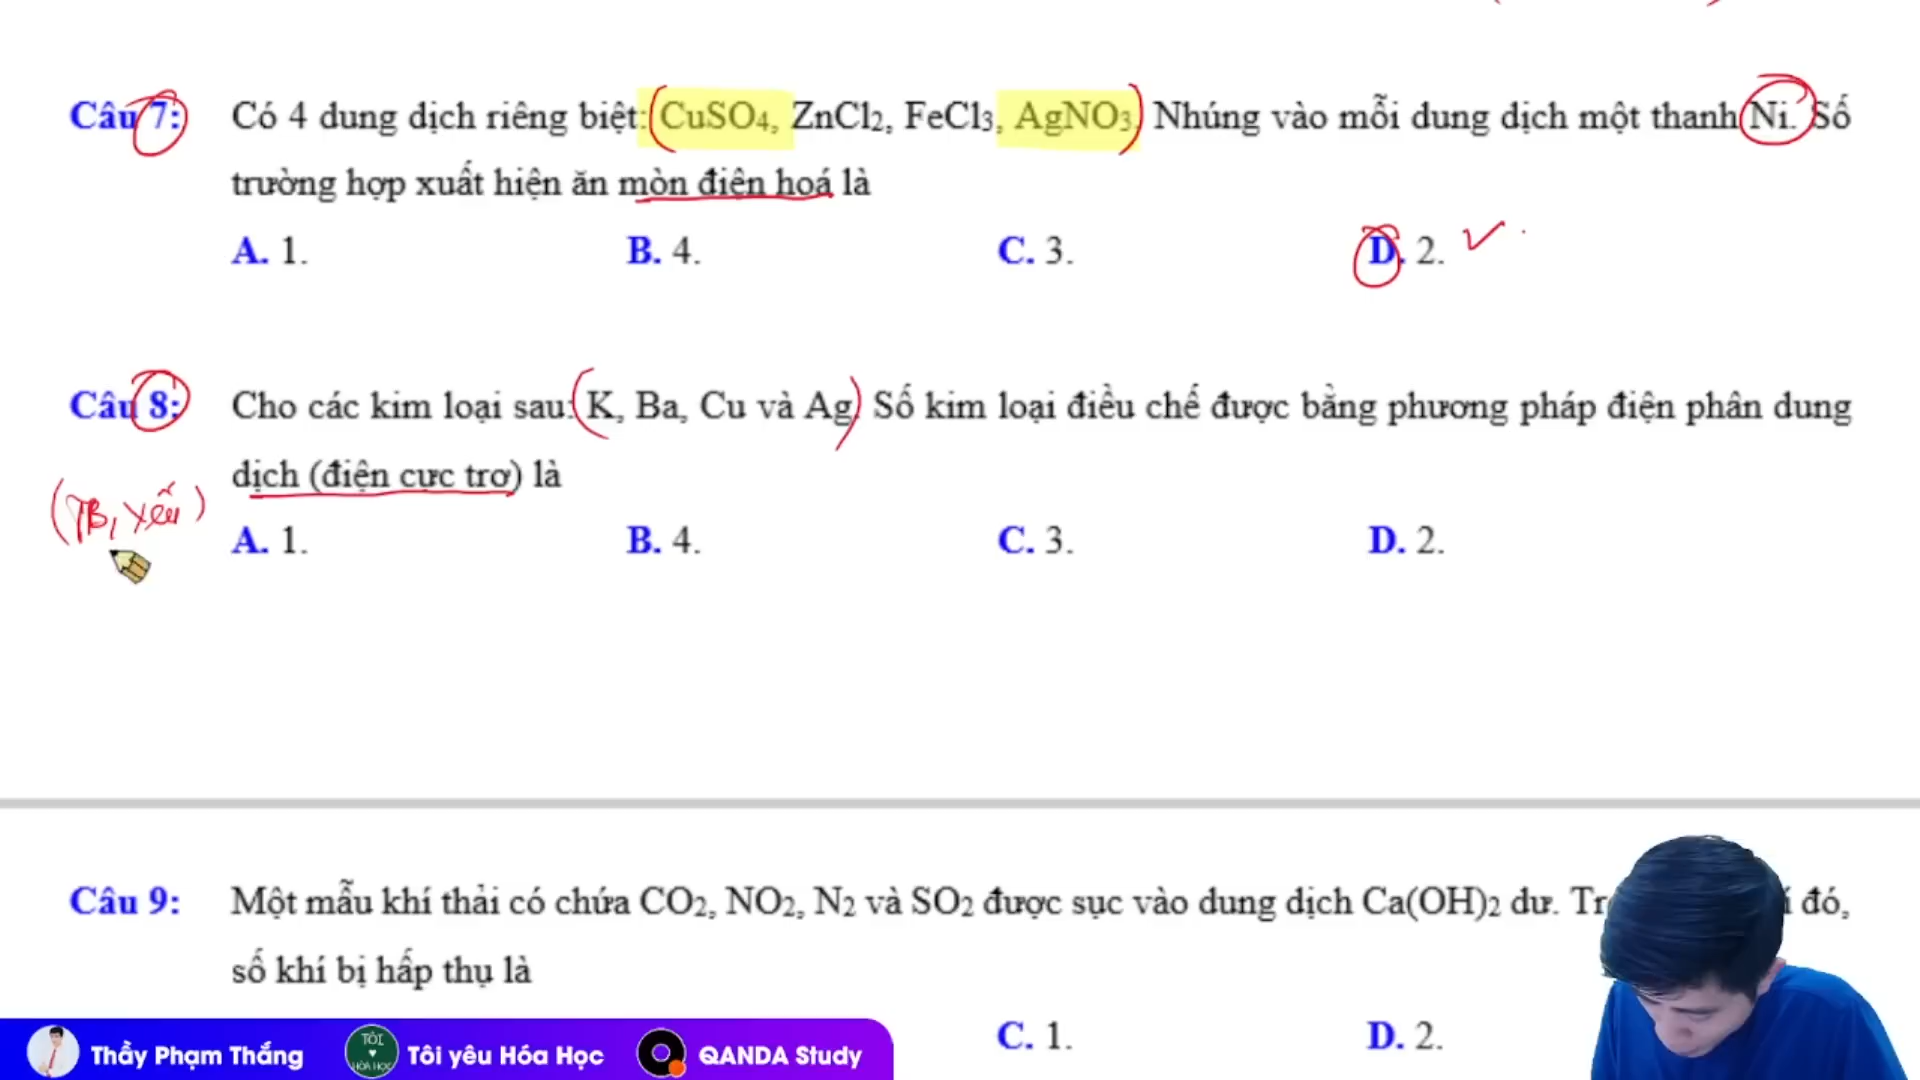 Câu 7: Có 4 dung dịch riêng biệt: CuSO4, ZnCl2, FeCl3, AgNO3. Nhúng vào mỗi dung dịch một thanh Ni. Số
trường hợp xuất hiện ăn mòn điện hoá là
A. 1. B. 4. C. 3. D. 2.
Câu 8: Cho các kim loại sau: K, Ba, Cu và Ag. Số kim loại điều chế được bằng phương pháp điện phân dung
dịch (điện cực trơ) là
(TB, yếu)
A. 1. B. 4. C. 3. D. 2.
Câu 9: Một mẫu khí thải có chứa CO2, NO2, N2 và SO2 được sục vào dung dịch Ca(OH)2 dư. đó,
số khí bị hấp thụ là
C. 1. D. 2.
Thầy Phạm Thắng TÔI ♥ HÓA HỌC Tôi yêu Hóa Học QANDA Study